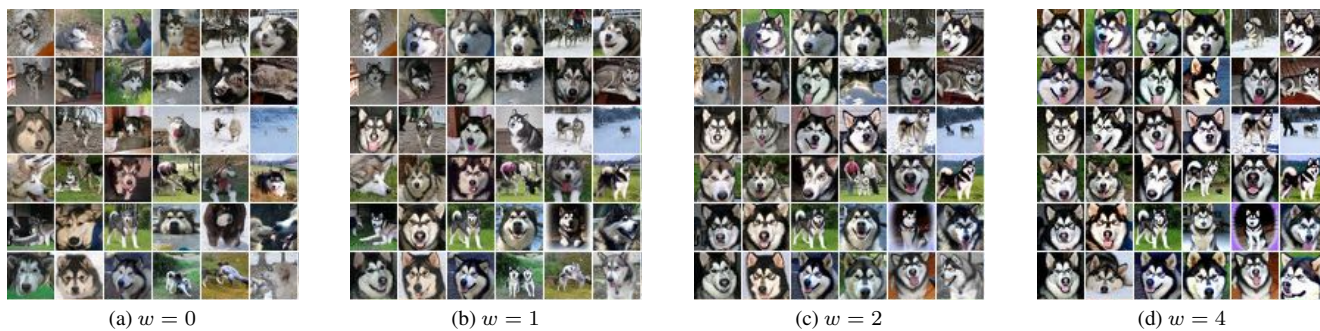 (a) w = 0
(b) w = 1
(c) w = 2
(d) w = 4